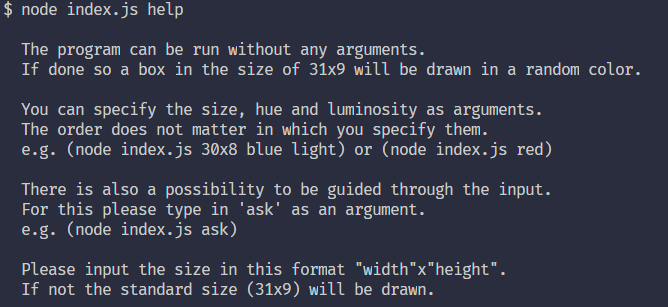 $ node index.js help
The program can be run without any arguments.
If done so a box in the size of 31x9 will be drawn in a random color.
You can specify the size, hue and luminosity as arguments.
The order does not matter in which you specify them.
e.g. (node index.js 30x8 blue light) or (node index.js red)
There is also a possibility to be guided through the input.
For this please type in 'ask' as an argument.
e.g. (node index.js ask)
Please input the size in this format "width"x"height".
If not the standard size (31x9) will be drawn.